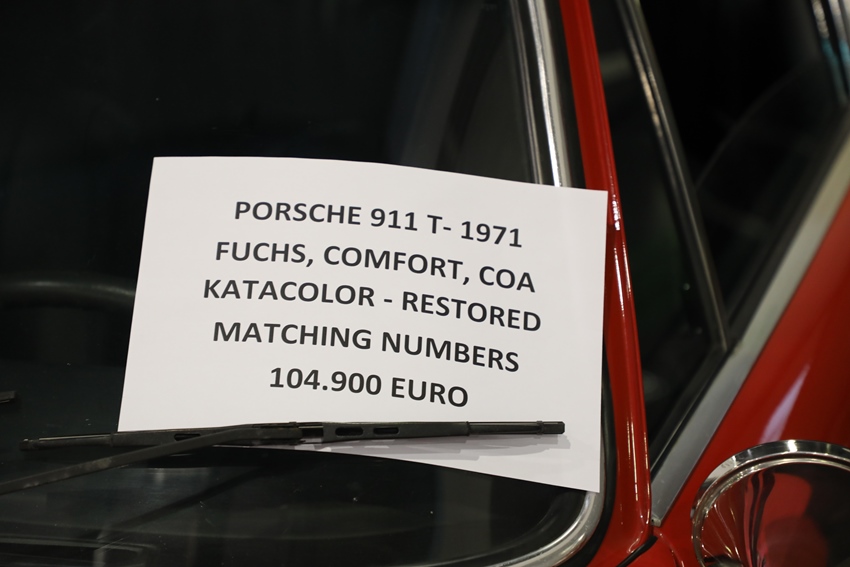 PORSCHE 911 T- 1971
FUCHS, COMFORT, COA
KATACOLOR - RESTORED
MATCHING NUMBERS
104.900 EURO